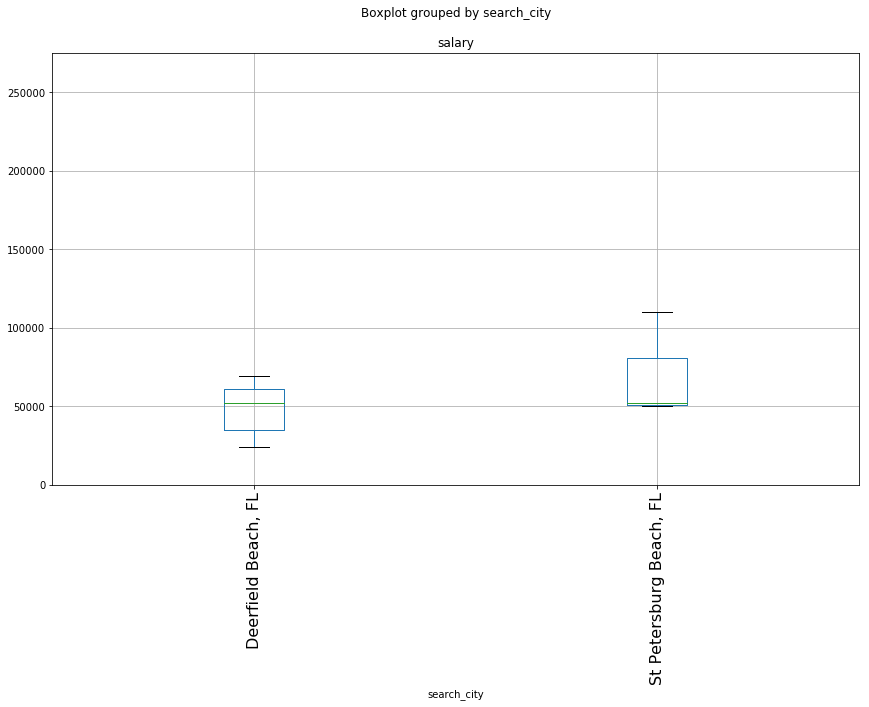 Boxplot grouped by search_city
salary
250000
200000
150000
100000
50000
0
Deerfield Beach, FL
St Petersburg Beach, FL
search_city